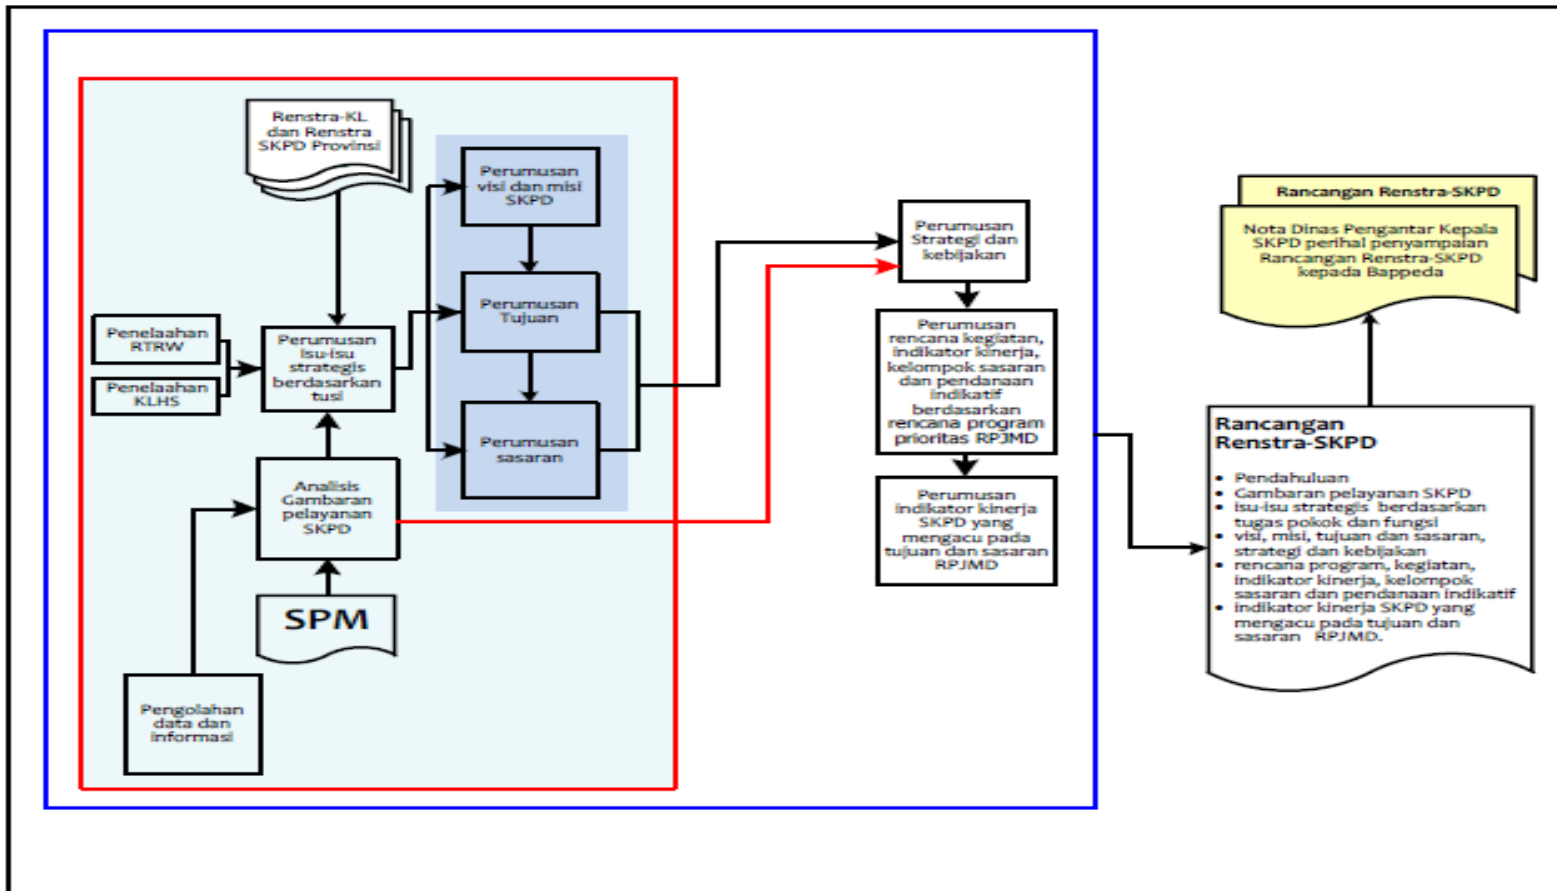 Renstra-KL
dan Renstra
SKPD Provinsi
Perumusan
visi dan misi
SKPD
Perumusan
Tujuan
Perumusan
sasaran
Penelaahan
RTRW
Penelaahan
KLHS
Perumusan
Isu-isu
strategis
berdasarkan
tusi
Analisis
Gambaran
pelayanan
SKPD
SPM
Pengolahan
data dan
informasi
Perumusan
Strategi dan
kebijakan
Perumusan
rencana kegiatan,
indikator kinerja,
kelompok sasaran
dan pendanaan
indikatif
berdasarkan
rencana program
prioritas RPJMD
Perumusan
indikator kinerja
SKPD yang
mengacu pada
tujuan dan sasaran
RPJMD
Rancangan Renstra-SKPD
Nota Dinas Pengantar Kepala
SKPD perihal penyampaian
Rancangan Renstra-SKPD
kepada Bappeda
Rancangan
Renstra-SKPD
• Pendahuluan
• Gambaran pelayanan SKPD
• isu-isu strategis berdasarkan
tugas pokok dan fungsi
• visi, misi, tujuan dan sasaran,
strategi dan kebijakan
• rencana program, kegiatan,
indikator kinerja, kelompok
sasaran dan pendanaan indikatif
• indikator kinerja SKPD yang
mengacu pada tujuan dan
sasaran RPJMD.